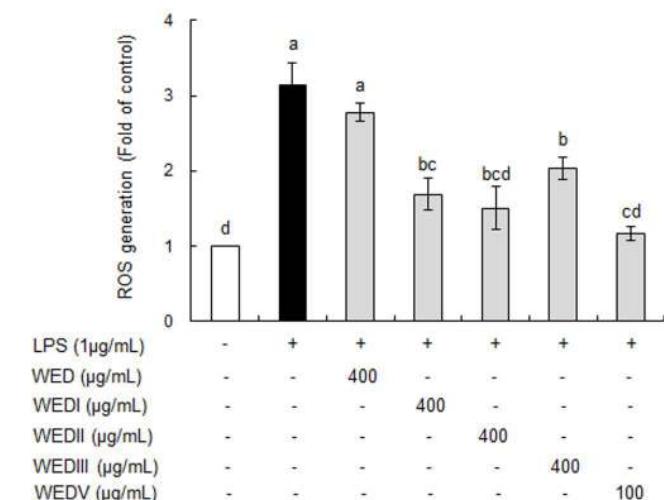 4
3
2
1
0
ROS generation (Fold of control)
d
a
a
bc
bcd
b
cd
LPS (1µg/mL) - + + + + + +
WED (µg/mL) - - 400 - - - -
WEDI (µg/mL) - - - 400 - - -
WEDII (µg/mL) - - - - 400 - -
WEDIII (µg/mL) - - - - - 400 -
WEDV (µg/mL) - - - - - - 100